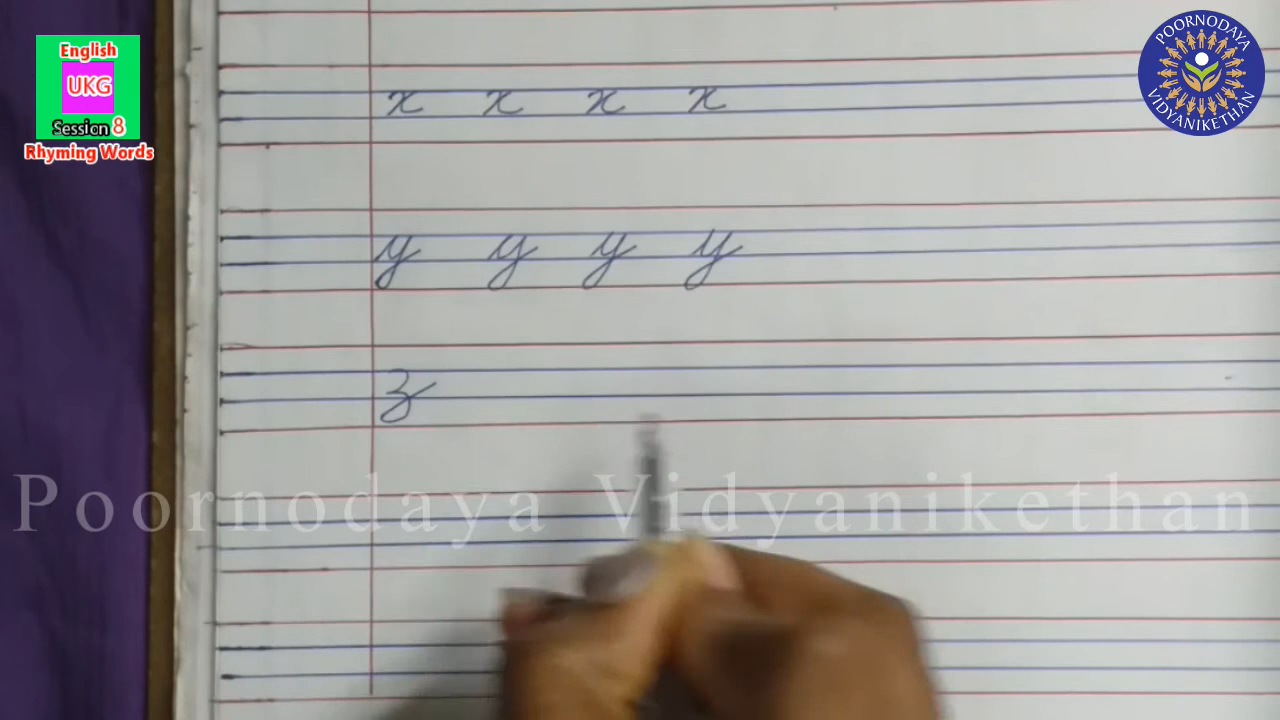 English
UKG
Session 8
Rhyming Words
POORNODAYA
VIDYANIKETHAN
x x x x
y y y y
z
Poornodaya Vidyanikethan